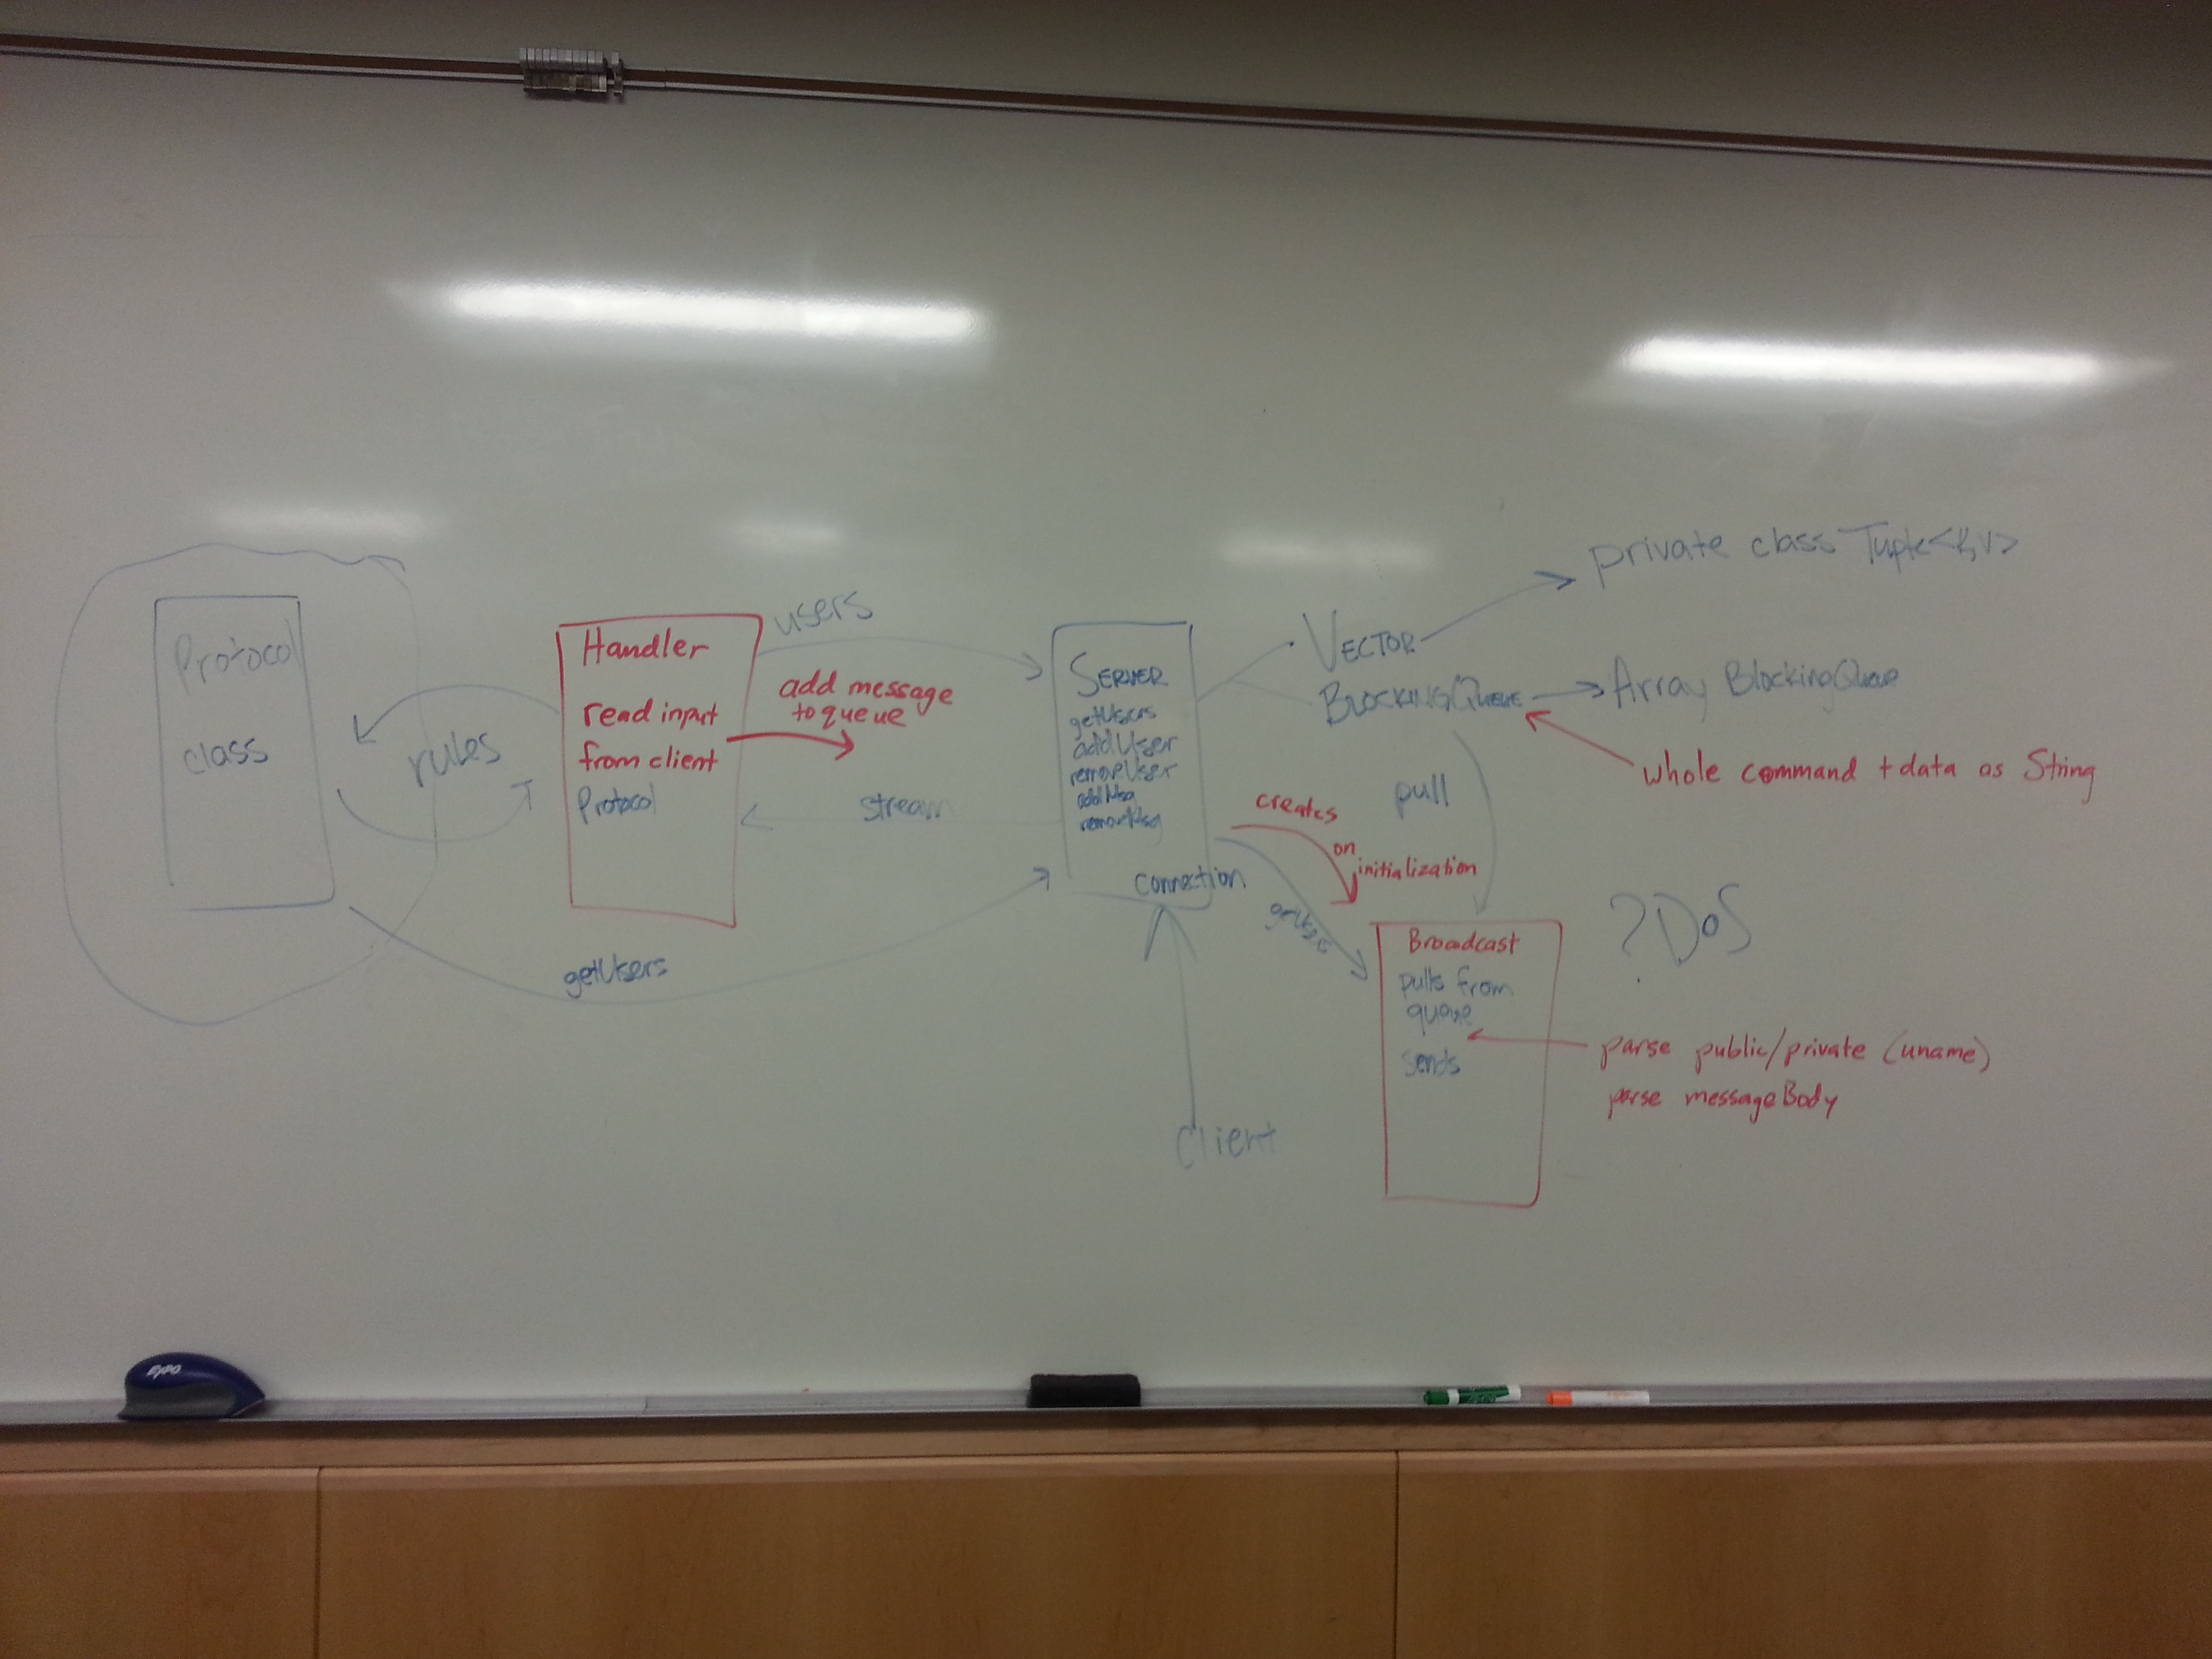 Protocol
class
rules
Handler
read input
from client
Protocol
users
add message
to queue
stream
getUsers
SERVER
getUsers
addUser
removeUser
addMsg
removeMsg
connection
Client
VECTOR
BLOCKINGQUEUE
private class Tuple
Array BlockingQueue
whole command + data as String
pull
creates
on
initialization
getUsers
Broadcast
pulls from
queue
sends
? DoS
parse public/private (uname)
parse messageBody
EXPO